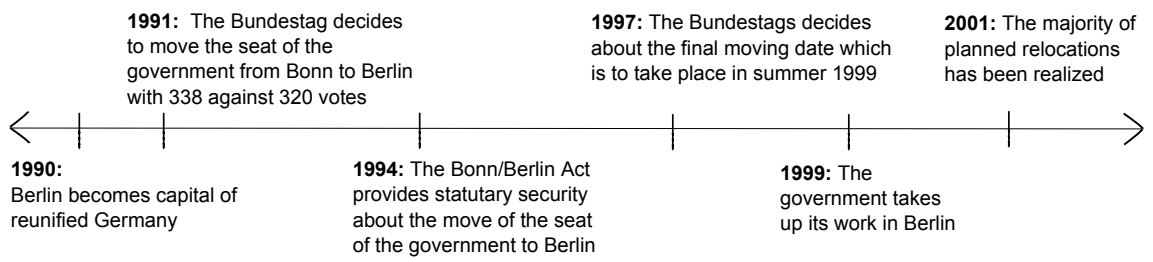 1991: The Bundestag decides
to move the seat of the
government from Bonn to Berlin
with 338 against 320 votes
1997: The Bundestags decides
about the final moving date which
is to take place in summer 1999
2001: The majority of
planned relocations
has been realized
1990:
Berlin becomes capital of
reunified Germany
1994: The Bonn/Berlin Act
provides statutary security
about the move of the seat
of the government to Berlin
1999: The
government takes
up its work in Berlin